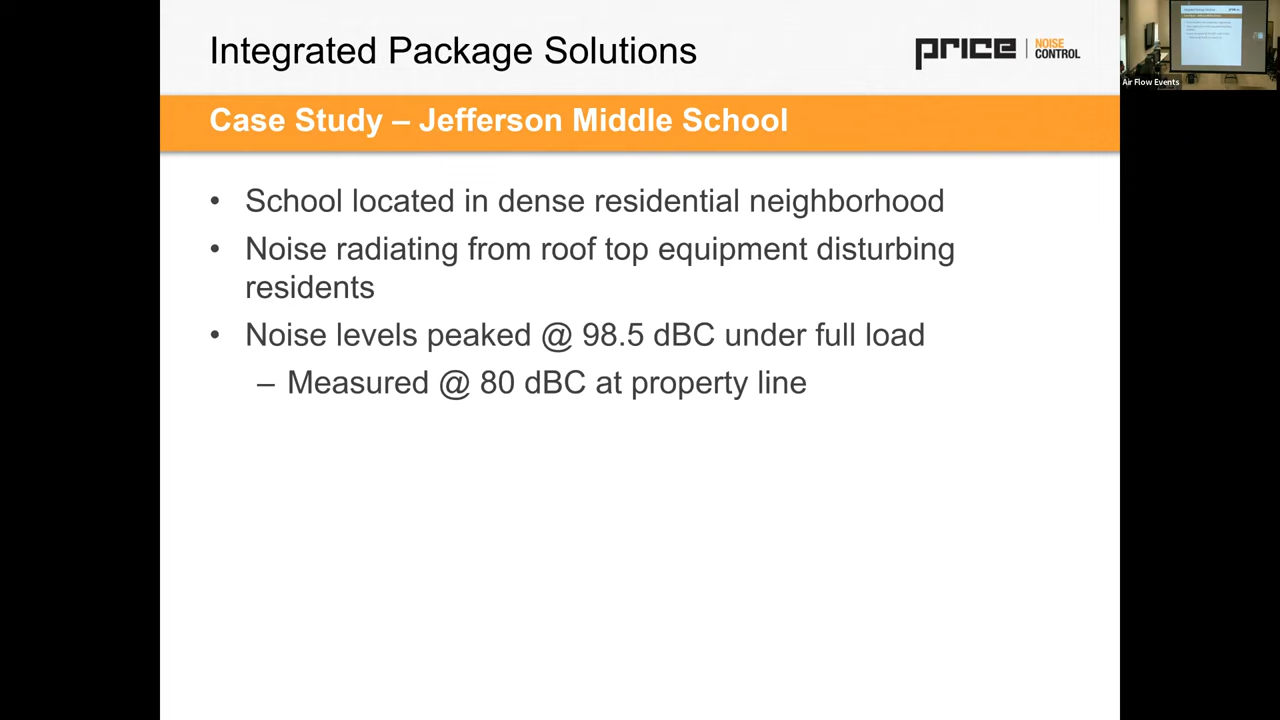 Integrated Package Solutions
price
NOISE
CONTROL
Case Study – Jefferson Middle School
• School located in dense residential neighborhood
• Noise radiating from roof top equipment disturbing
residents
• Noise levels peaked @ 98.5 dBC under full load
– Measured @ 80 dBC at property line
Air Flow Events